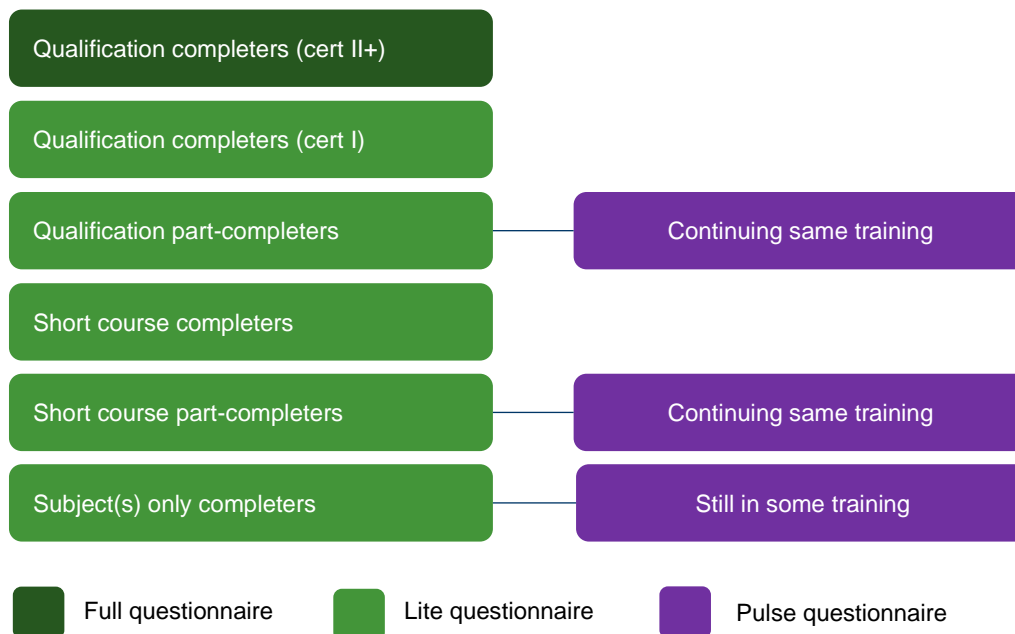 Qualification completers (cert II+)
Qualification completers (cert I)
Qualification part-completers
Continuing same training
Short course completers
Short course part-completers
Continuing same training
Subject(s) only completers
Still in some training
Full questionnaire
Lite questionnaire
Pulse questionnaire